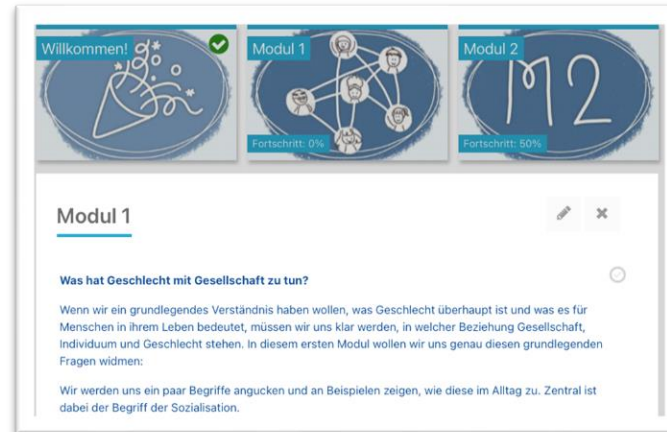 Willkommen!
Modul 1
Modul 2
M2
Fortschritt: 0%
Fortschritt: 50%
Modul 1
Was hat Geschlecht mit Gesellschaft zu tun?
Wenn wir ein grundlegendes Verständnis haben wollen, was Geschlecht überhaupt ist und was es für
Menschen in ihrem Leben bedeutet, müssen wir uns klar werden, in welcher Beziehung Gesellschaft,
Individuum und Geschlecht stehen. In diesem ersten Modul wollen wir uns genau diesen grundlegenden
Fragen widmen:
Wir werden uns ein paar Begriffe angucken und an Beispielen zeigen, wie diese im Alltag zu. Zentral ist
dabei der Begriff der Sozialisation.